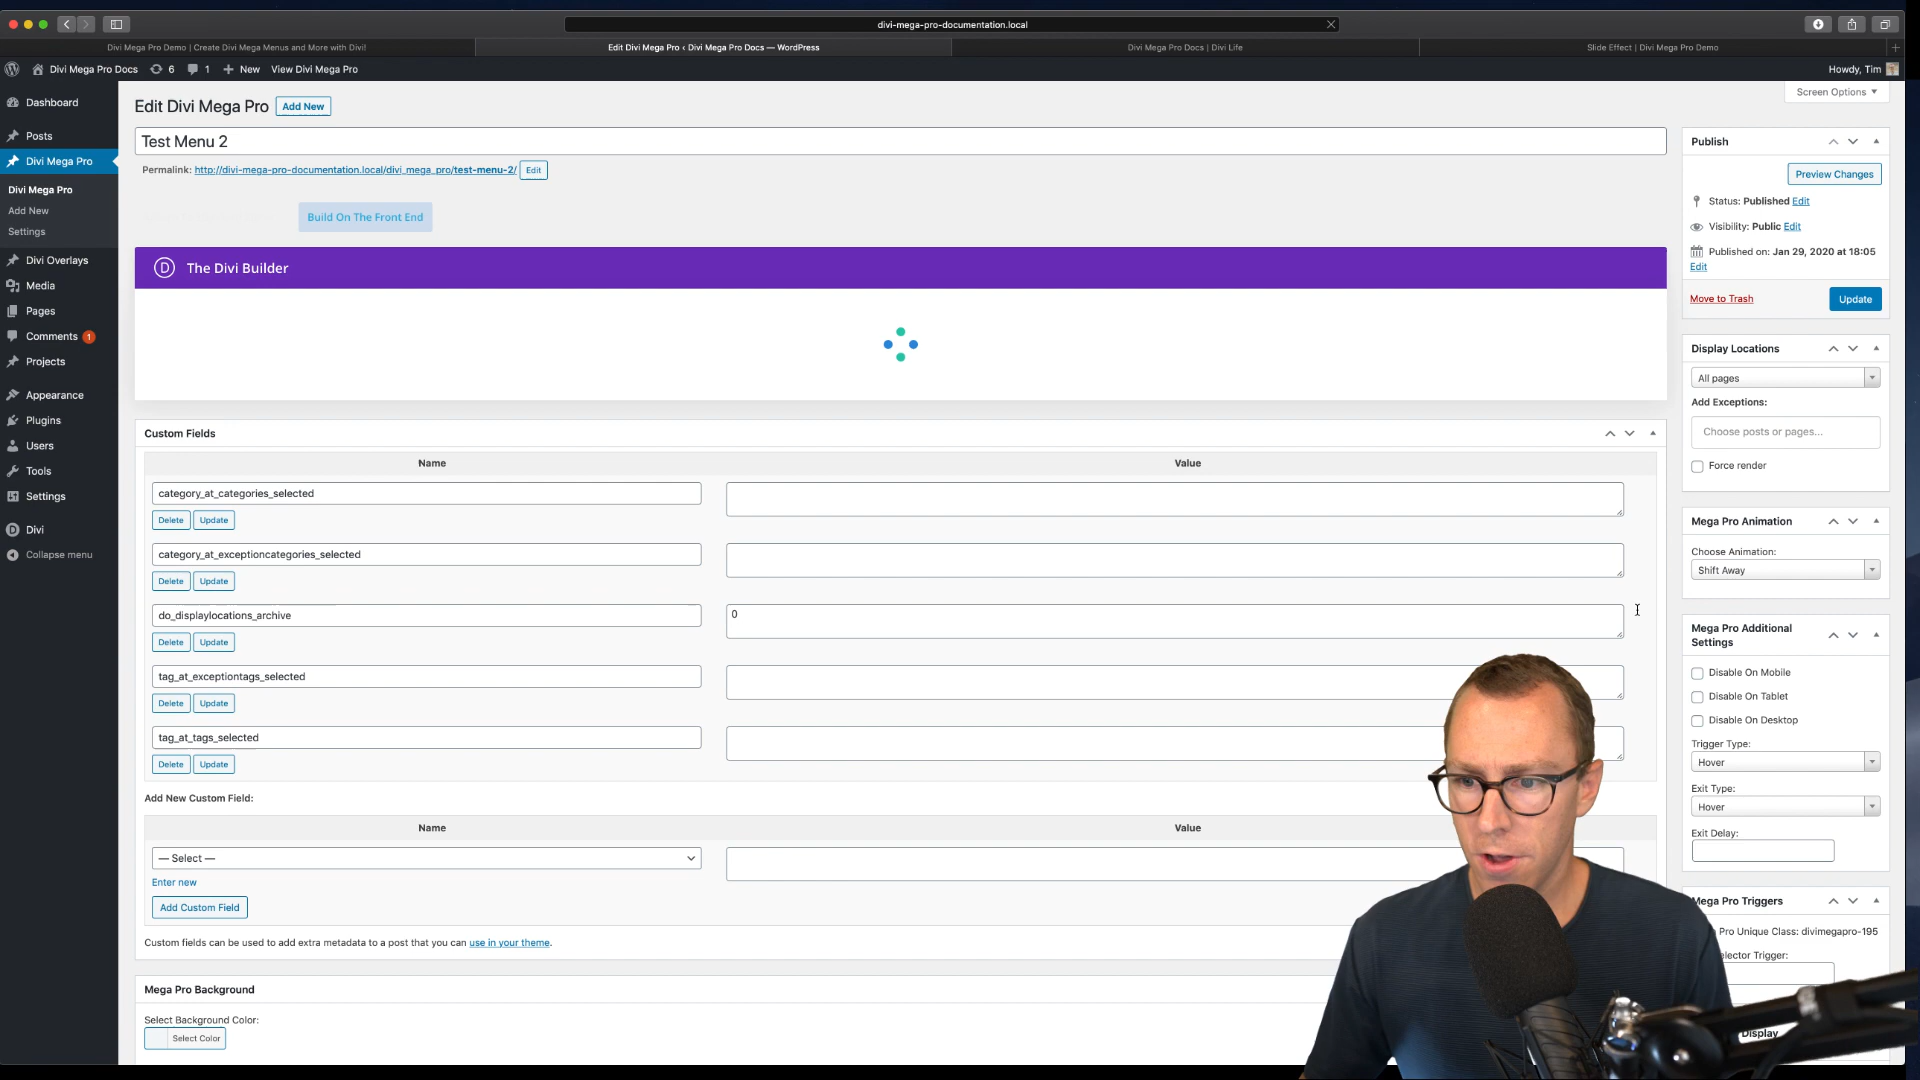 divi-mega-pro-documentation.local
Divi Mega Pro Demo | Create Divi Mega Menus and More with Divi!
Edit Divi Mega Pro ‹ Divi Mega Pro Docs — WordPress
Divi Mega Pro Docs | Divi Life
Slide Effect | Divi Mega Pro Demo
Divi Mega Pro Docs
6
1
New
View Divi Mega Pro
Howdy, Tim
Dashboard
Posts
Divi Mega Pro
Divi Mega Pro
Add New
Settings
Divi Overlays
Media
Pages
Comments 1
Projects
Appearance
Plugins
Users
Tools
Settings
Divi
Collapse menu
Screen Options
Edit Divi Mega Pro
Add New
Test Menu 2
Permalink: http://divi-mega-pro-documentation.local/divi_mega_pro/test-menu-2/ Edit
Build On The Front End
D The Divi Builder
Custom Fields
Name Value
category_at_categories_selected
Delete Update
category_at_exceptioncategories_selected
Delete Update
do_displaylocations_archive 0
Delete Update
tag_at_exceptiontags_selected
Delete Update
tag_at_tags_selected
Delete Update
Add New Custom Field:
Name Value
— Select —
Enter new
Add Custom Field
Custom fields can be used to add extra metadata to a post that you can use in your theme.
Mega Pro Background
Select Background Color:
Select Color
Publish
Preview Changes
Status: Published Edit
Visibility: Public Edit
Published on: Jan 29, 2020 at 18:05
Edit
Move to Trash Update
Display Locations
All pages
Add Exceptions:
Choose posts or pages...
Force render
Mega Pro Animation
Choose Animation:
Shift Away
Mega Pro Additional
Settings
Disable On Mobile
Disable On Tablet
Disable On Desktop
Trigger Type:
Hover
Exit Type:
Hover
Exit Delay:
Mega Pro Triggers
Pro Unique Class: divimegapro-195
elector Trigger:
Display